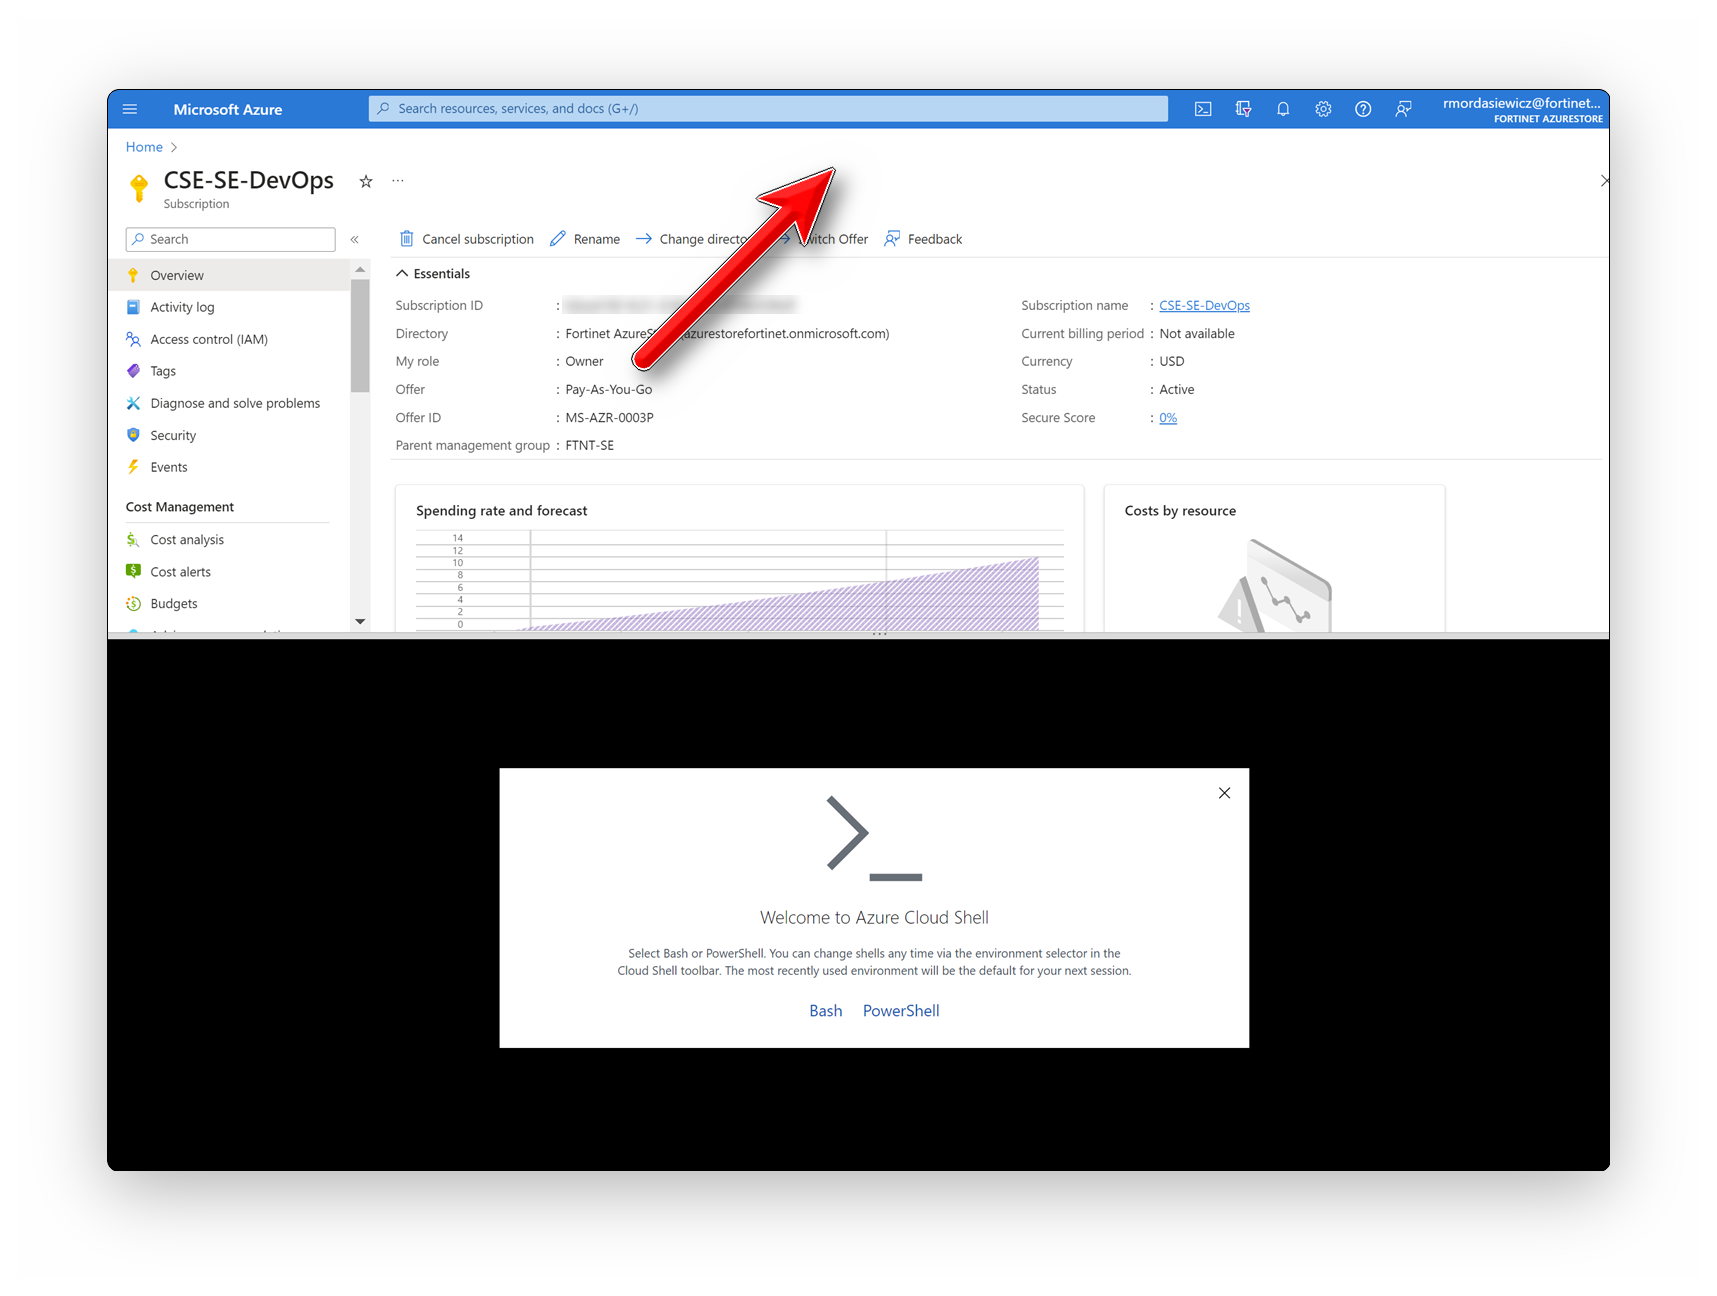 Microsoft Azure
Search resources, services, and docs (G+/)
rmordasiewicz@fortinet...
FORTINET AZURESTORE
Home
CSE-SE-DevOps
Subscription
Search
Cancel subscription
Rename
Change directo
witch Offer
Feedback
Overview
Activity log
Access control (IAM)
Tags
Diagnose and solve problems
Security
Events
Cost Management
Cost analysis
Cost alerts
Budgets
Essentials
Subscription ID :
Directory : Fortinet AzureS (azurestorefortinet.onmicrosoft.com)
My role : Owner
Offer : Pay-As-You-Go
Offer ID : MS-AZR-0003P
Parent management group : FTNT-SE
Subscription name : CSE-SE-DevOps
Current billing period : Not available
Currency : USD
Status : Active
Secure Score : 0%
Spending rate and forecast
14
12
10
8
6
4
2
0
Costs by resource
Welcome to Azure Cloud Shell
Select Bash or PowerShell. You can change shells any time via the environment selector in the
Cloud Shell toolbar. The most recently used environment will be the default for your next session.
Bash PowerShell